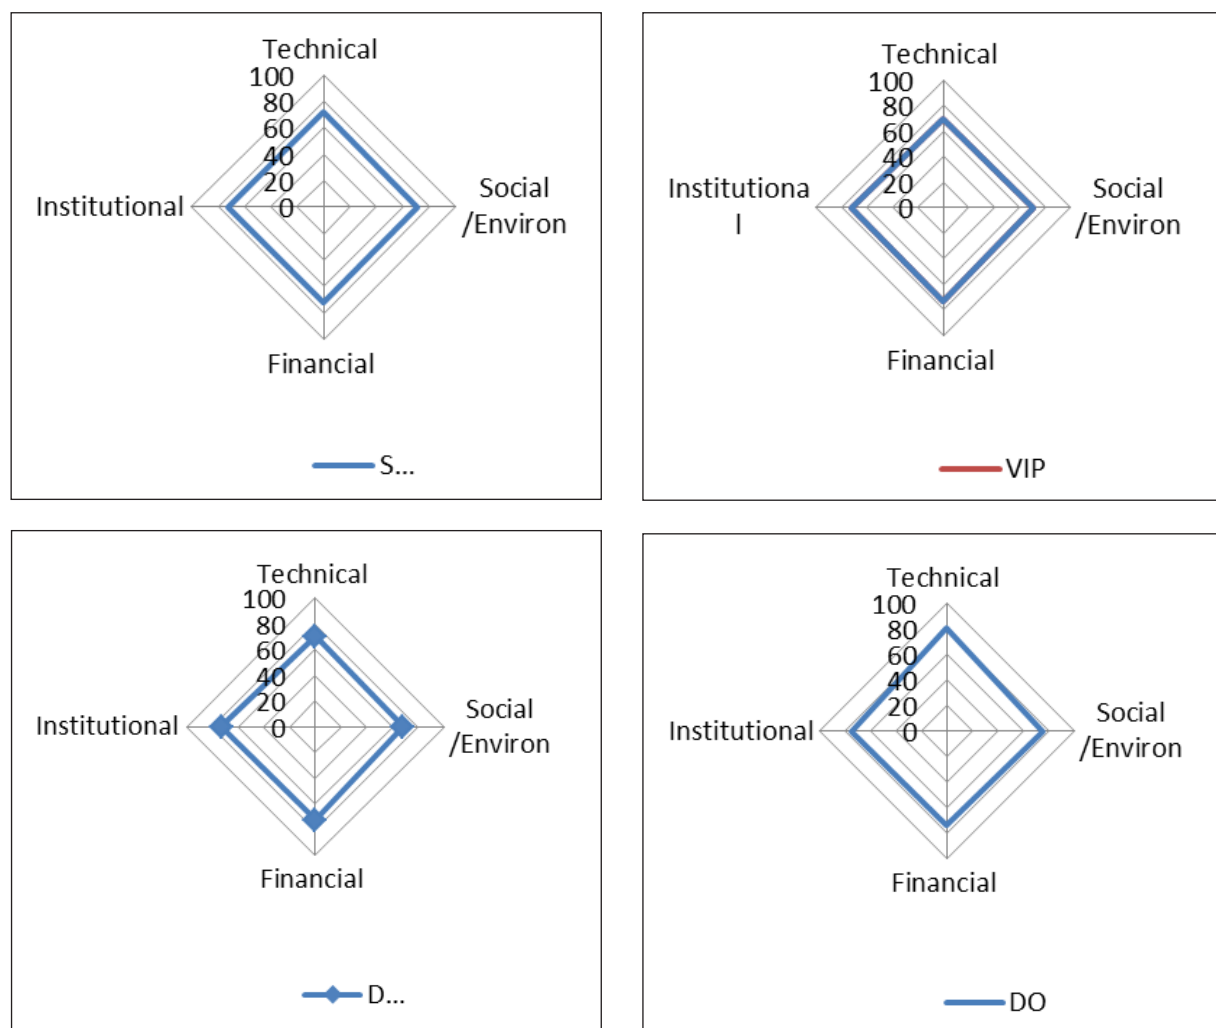 Technical
100
80
60
40
20
0
Social
/Environ
Institutional
Financial
S...
Technical
100
80
60
40
20
0
Social
/Environ
Institutiona
l
Financial
VIP
Technical
100
80
60
40
20
0
Social
/Environ
Institutional
Financial
D...
Technical
100
80
60
40
20
0
Social
/Environ
Institutional
Financial
DO